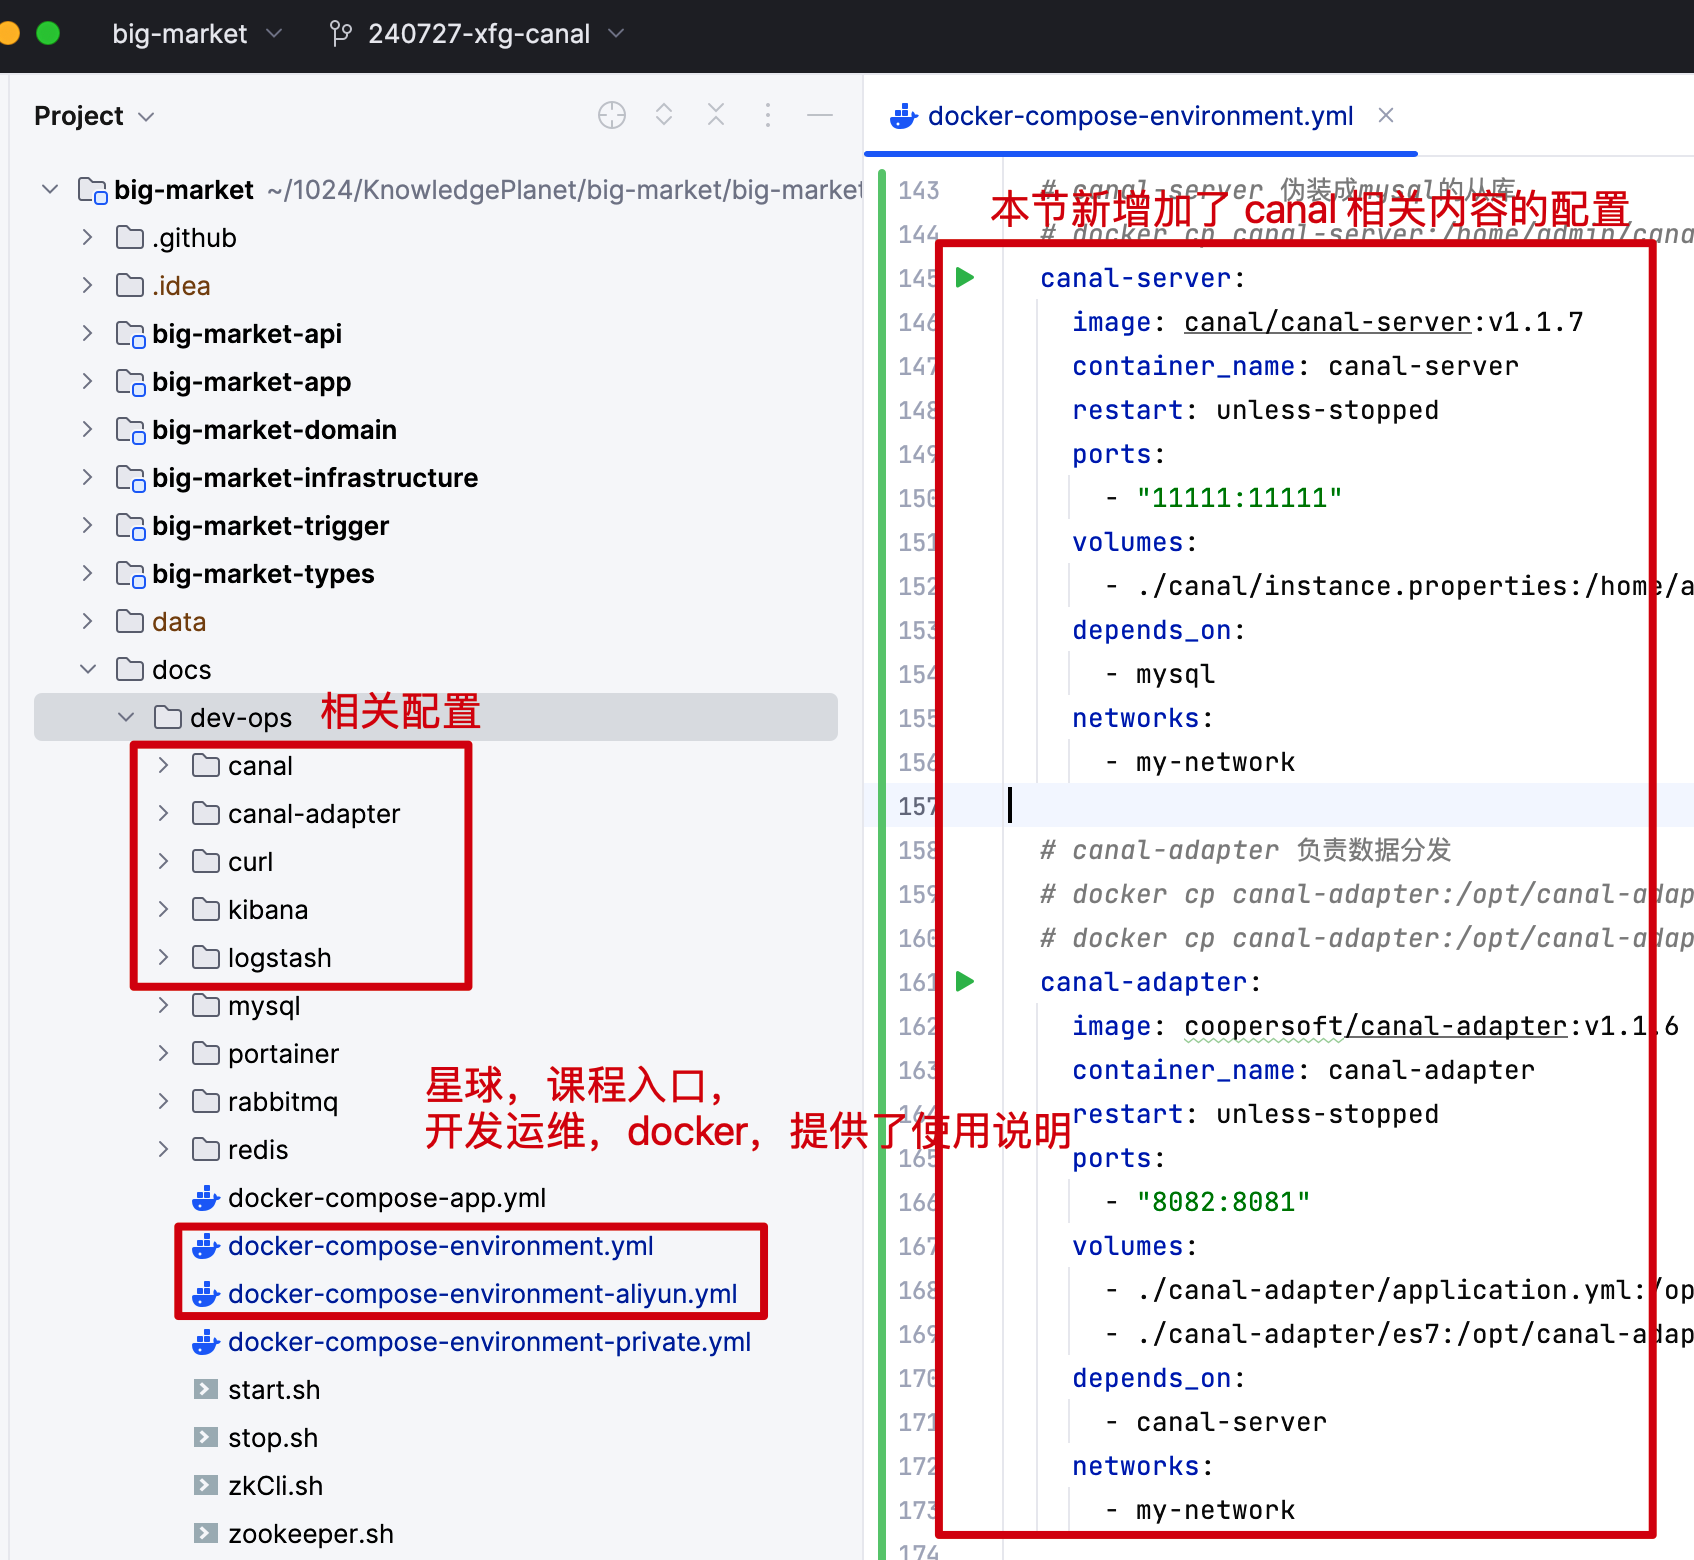 big-market
240727-xfg-canal
Project
big-market ~/1024/KnowledgePlanet/big-market/big-market
.github
.idea
big-market-api
big-market-app
big-market-domain
big-market-infrastructure
big-market-trigger
big-market-types
data
docs
dev-ops
相关配置
canal
canal-adapter
curl
kibana
logstash
mysql
portainer
rabbitmq
redis
星球，课程入口，
开发运维，docker，提供了使用说明
docker-compose-app.yml
docker-compose-environment.yml
docker-compose-environment-aliyun.yml
docker-compose-environment-private.yml
start.sh
stop.sh
zkCli.sh
zookeeper.sh
docker-compose-environment.yml
143 # canal-server 伪装成mysql的从库
本节新增加了 canal 相关内容的配置
144 # docker cp canal-server:/home/admin/cana
145 canal-server:
146 image: canal/canal-server:v1.1.7
147 container_name: canal-server
148 restart: unless-stopped
149 ports:
150 - "11111:11111"
151 volumes:
152 - ./canal/instance.properties:/home/a
153 depends_on:
154 - mysql
155 networks:
156 - my-network
157
158 # canal-adapter 负责数据分发
159 # docker cp canal-adapter:/opt/canal-adap
160 # docker cp canal-adapter:/opt/canal-adap
161 canal-adapter:
162 image: coopersoft/canal-adapter:v1.1.6
163 container_name: canal-adapter
164 restart: unless-stopped
165 ports:
166 - "8082:8081"
167 volumes:
168 - ./canal-adapter/application.yml:/op
169 - ./canal-adapter/es7:/opt/canal-adap
170 depends_on:
171 - canal-server
172 networks:
173 - my-network
174